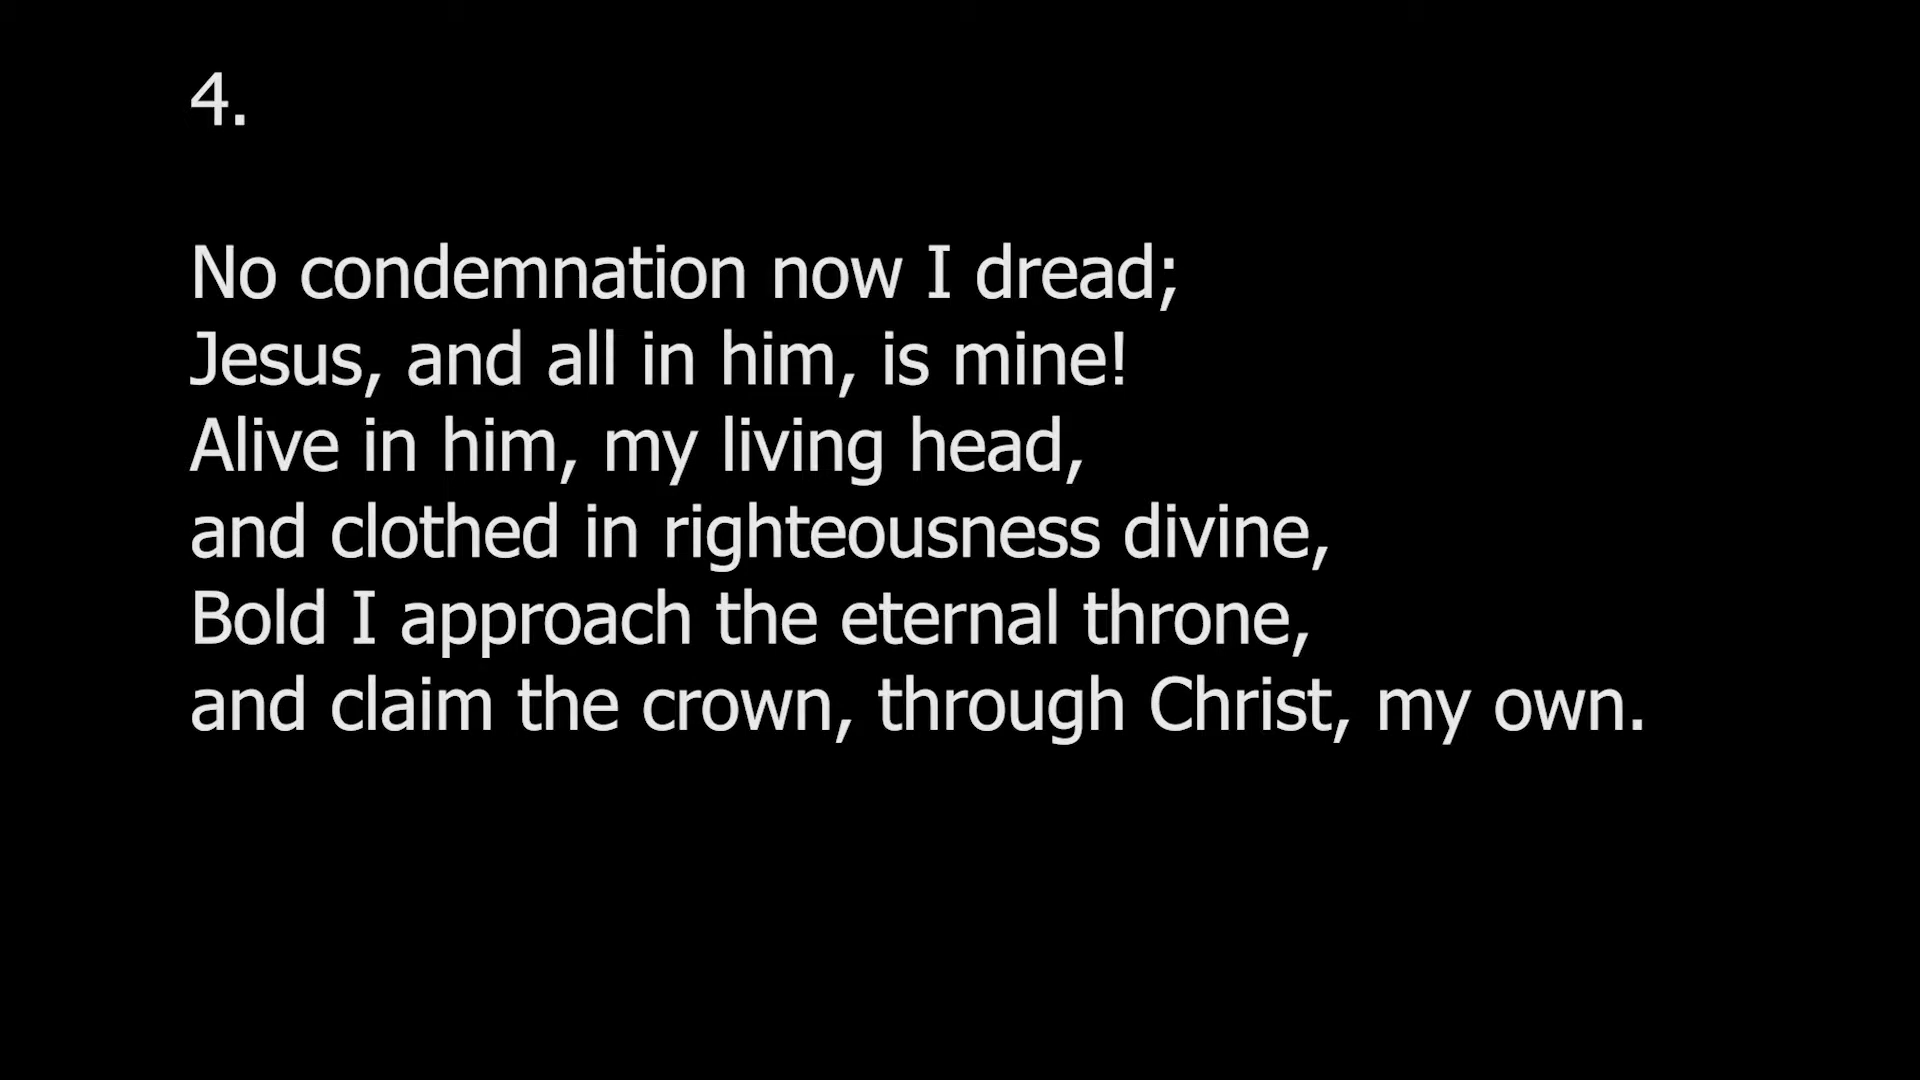 4.
No condemnation now I dread;
Jesus, and all in him, is mine!
Alive in him, my living head,
and clothed in righteousness divine,
Bold I approach the eternal throne,
and claim the crown, through Christ, my own.